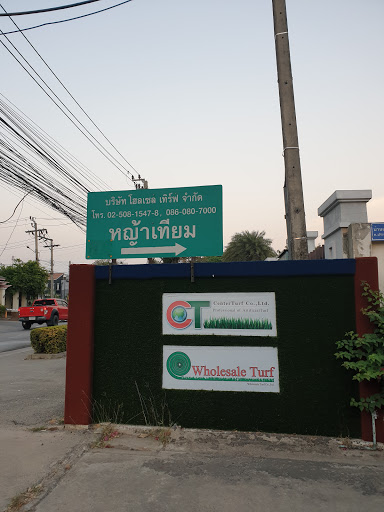 บริษัท โฮลเซล เทิร์ฟ จำกัด
โทร. 02-508-1547-8, 086-080-7000
หญ้าเทียม
CT
CenterTurf Co.,Ltd.
Wholesale Turf